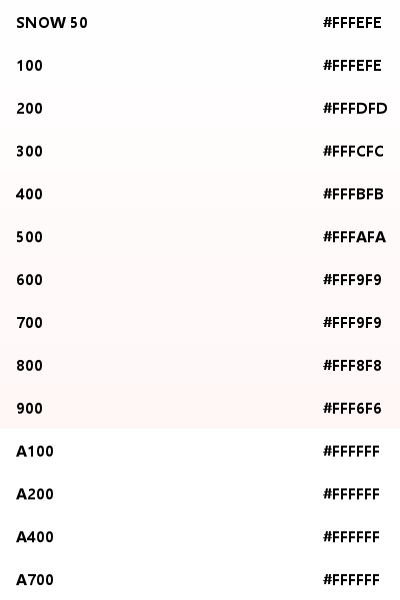 SNOW 50 #FFFEFE
100 #FFFEFE
200 #FFFDFD
300 #FFFCFC
400 #FFFBFB
500 #FFFAFA
600 #FFF9F9
700 #FFF9F9
800 #FFF8F8
900 #FFF6F6
A100 #FFFFFF
A200 #FFFFFF
A400 #FFFFFF
A700 #FFFFFF